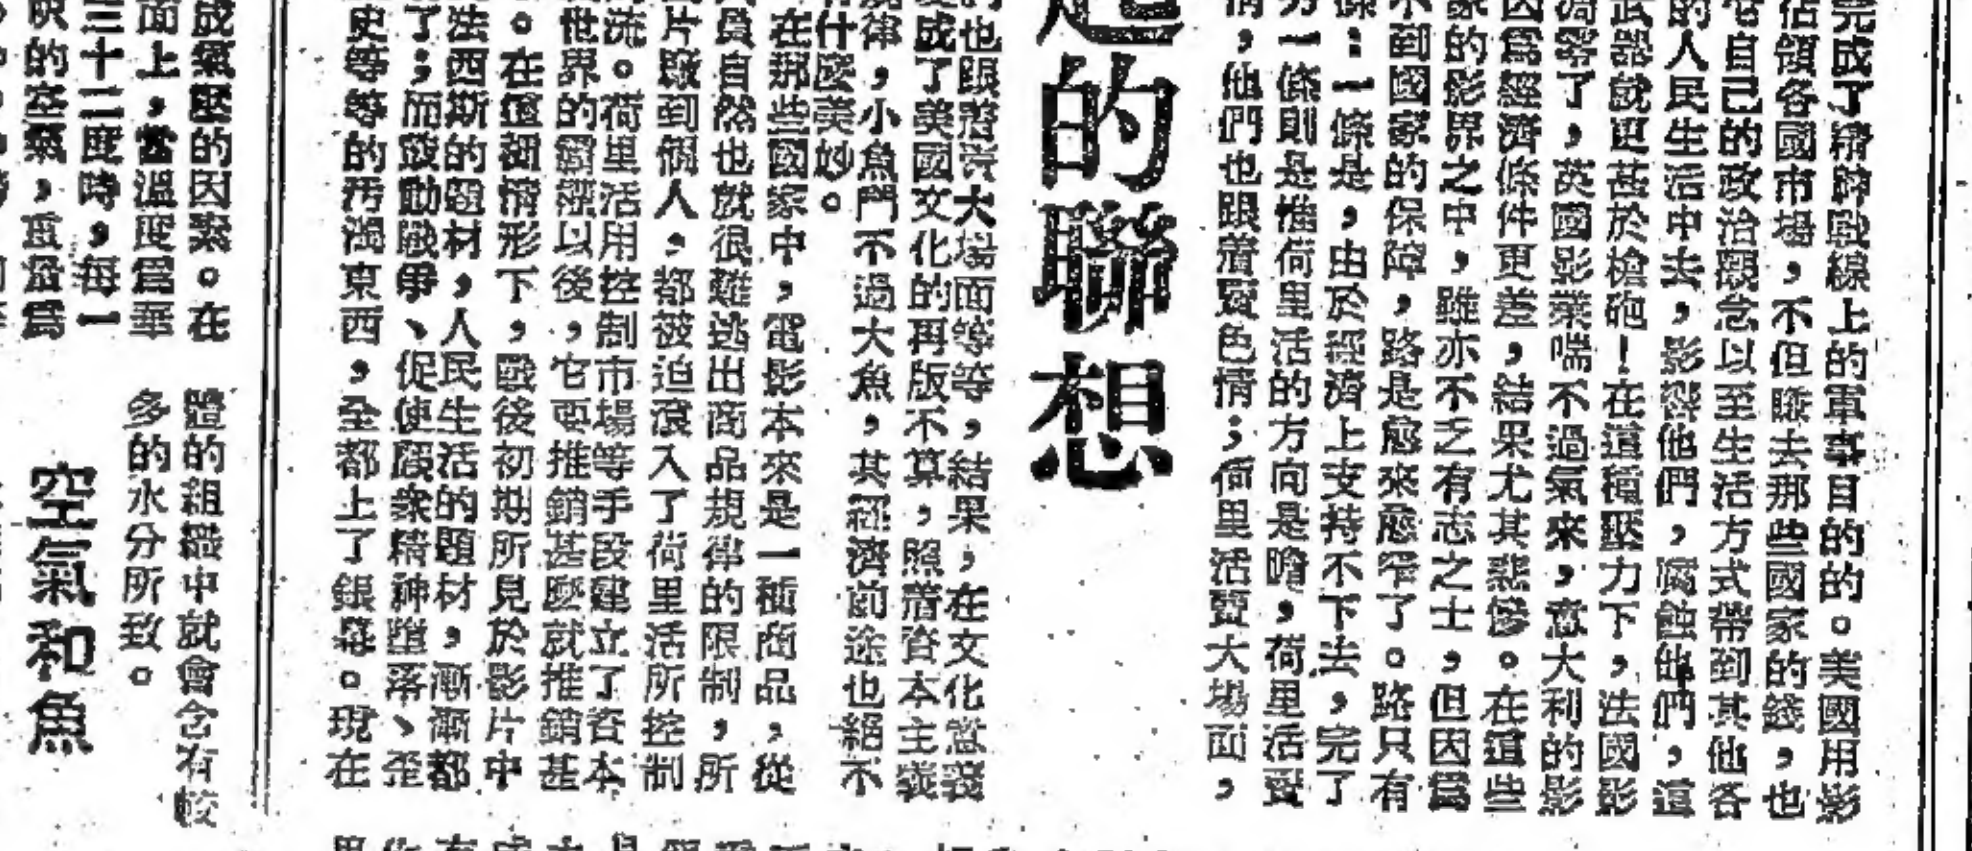 完成了精神戰線上的軍事目的的。美國用影
佔領各國市場，不但賺去那些國家的錢，也
宅自己的政治觀念以至生活方式帶到其他各
的人民生活中去，影響他們，腐蝕他們，這
武器就更甚於槍砲！在這種壓力下，法國影
凋零了，英國影業喘不過氣來，意大利的影
因爲經濟條件更差，結果尤其悲慘。在這些
家的影界之中，雖亦不乏有志之士，但因爲
不到國家的保障，路是愈來愈窄了。路只有
條：一條是，由於經濟上支持不下去，完了
另一條則是惟荷里活的方向是瞻，荷里活賣
情，他們也跟着賣色情；荷里活賣大場面，
的聯想
們也跟着賣大場面等等，結果，在文化意義
變成了美國文化的再版不算，照着資本主義
規律，小魚鬥不過大魚，其經濟前途也絕不
有什麼美妙。
在那些國家中，電影本來是一種商品，從
員自然也就很難逃出商品規律的限制，所
片職到個人，都被迫滾入了荷里活所控制
流。荷里活用控制市場等手段建立了資本
世界的壟斷以後，它要推銷甚麼就推銷甚
。在這種情形下，戰後初期所見於影片中
法西斯的題材，人民生活的題材，漸漸都
了；而鼓動戰爭、促使觀衆精神墮落、歪
史等等的污濁東西，全都上了銀幕。現在
成氣壓的因素。在
面上，當溫度爲華
三十二度時，每一
的空氣，重量爲
體的組織中就會含有較
多的水分所致。
空氣和魚